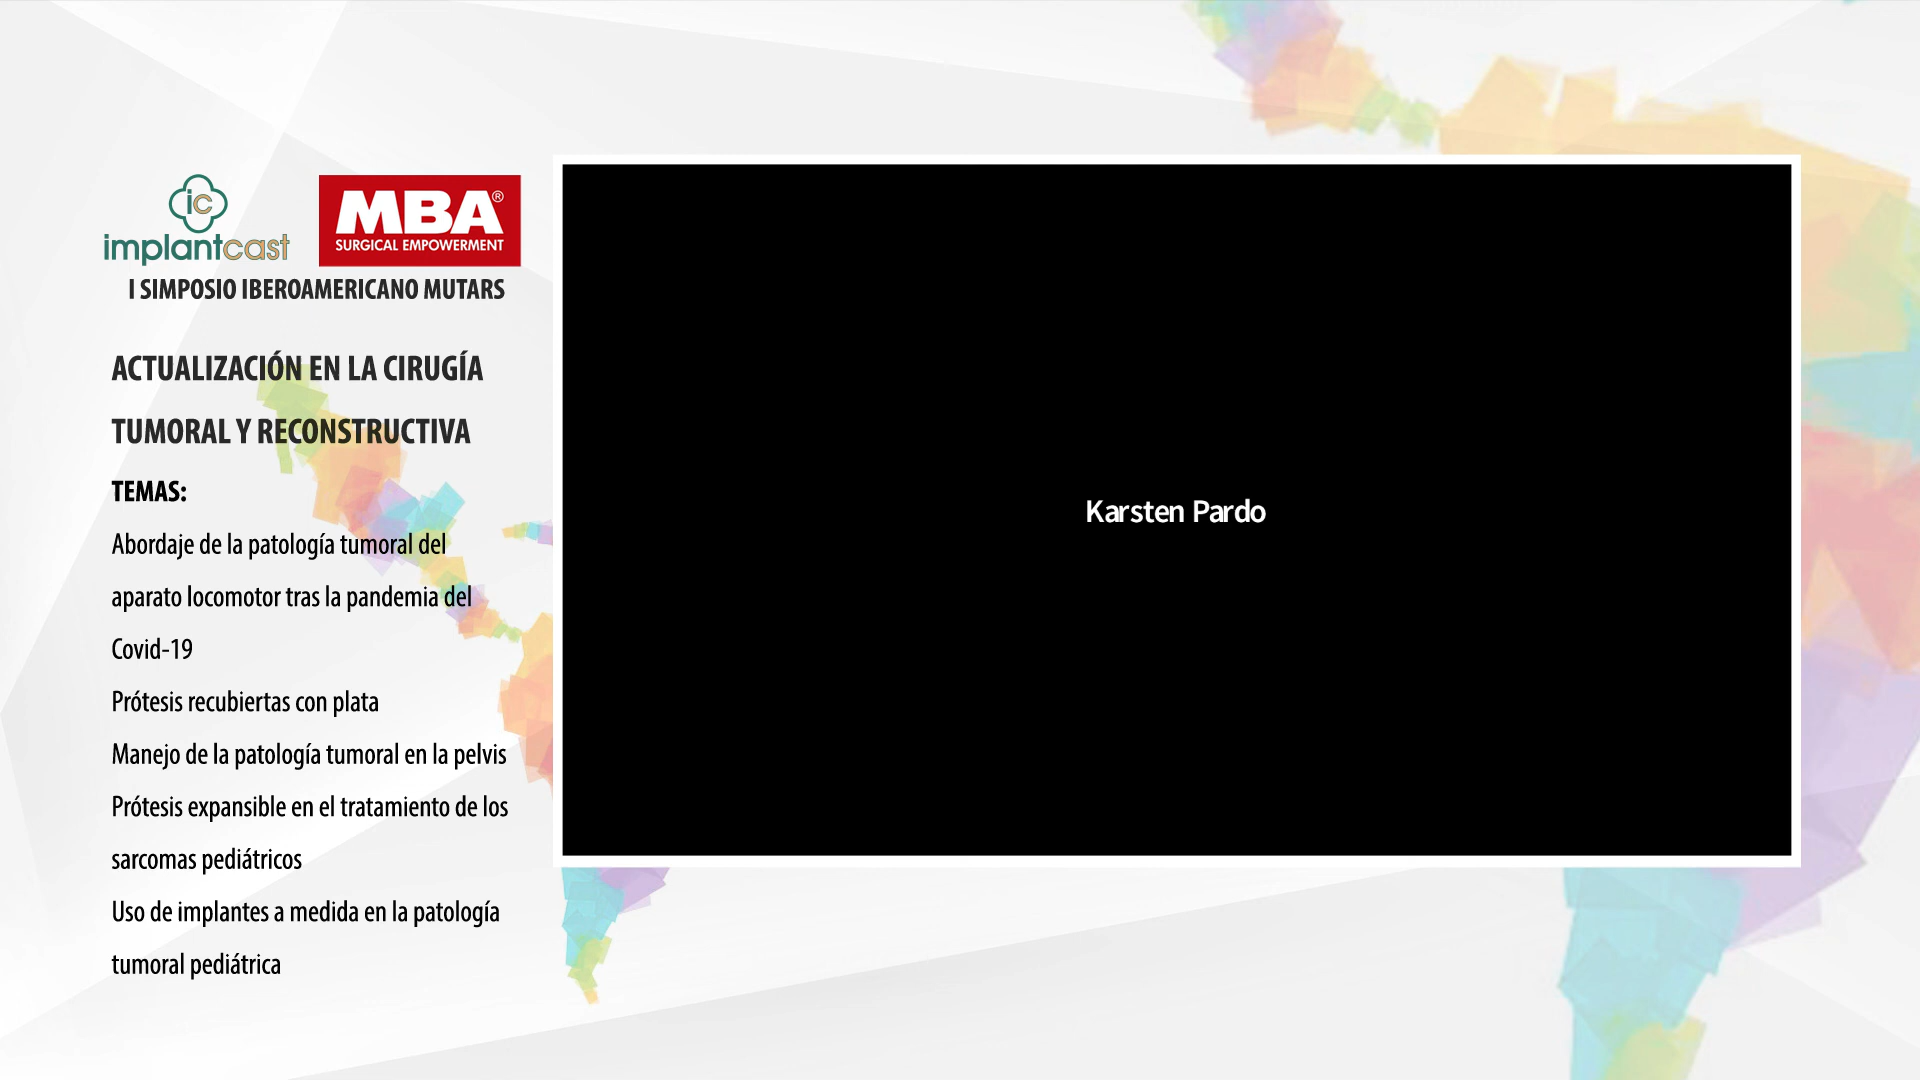 ic
implantcast
MBA®
SURGICAL EMPOWERMENT
I SIMPOSIO IBEROAMERICANO MUTARS
ACTUALIZACIÓN EN LA CIRUGÍA
TUMORAL Y RECONSTRUCTIVA
TEMAS:
Abordaje de la patología tumoral del
aparato locomotor tras la pandemia del
Covid-19
Prótesis recubiertas con plata
Manejo de la patología tumoral en la pelvis
Prótesis expansible en el tratamiento de los
sarcomas pediátricos
Uso de implantes a medida en la patología
tumoral pediátrica
Karsten Pardo